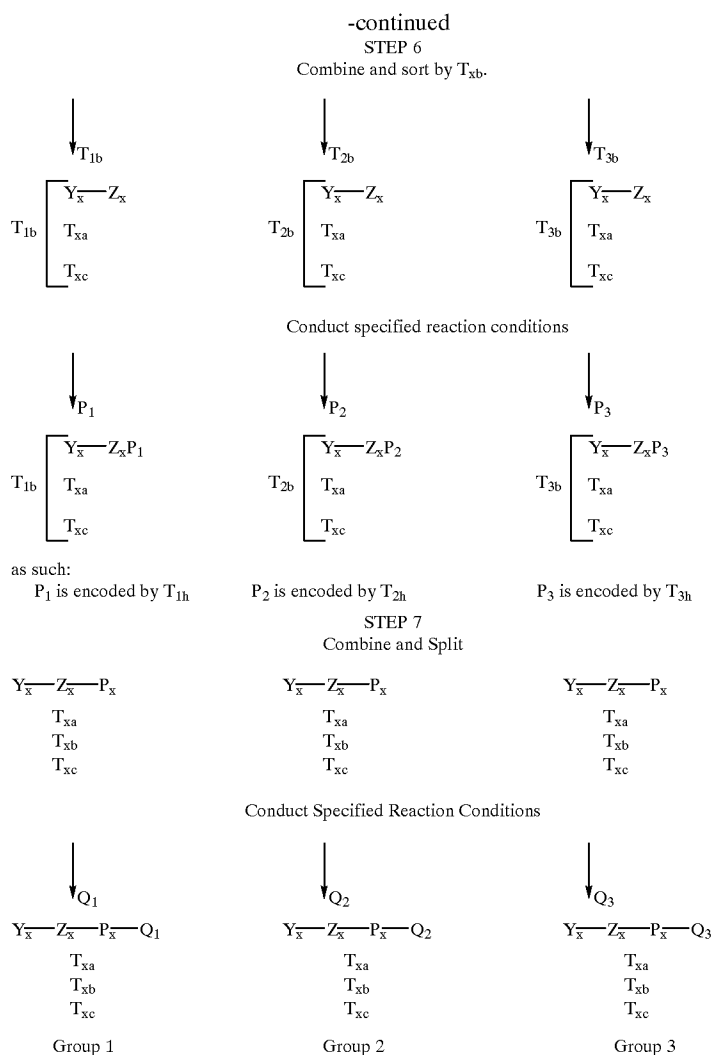 -continued
STEP 6
Combine and sort by Txb.
T1b T2b T3b
Yx—Zx Yx—Zx Yx—Zx
T1b Txa T2b Txa T3b Txa
Txc Txc Txc
Conduct specified reaction conditions
P1 P2 P3
Yx—ZxP1 Yx—ZxP2 Yx—ZxP3
T1b Txa T2b Txa T3b Txa
Txc Txc Txc
as such:
P1 is encoded by T1h P2 is encoded by T2h P3 is encoded by T3h
STEP 7
Combine and Split
Yx—Zx—Px Yx—Zx—Px Yx—Zx—Px
Txa Txa Txa
Txb Txb Txb
Txc Txc Txc
Conduct Specified Reaction Conditions
Q1 Q2 Q3
Yx—Zx—Px—Q1 Yx—Zx—Px—Q2 Yx—Zx—Px—Q3
Txa Txa Txa
Txb Txb Txb
Txc Txc Txc
Group 1 Group 2 Group 3